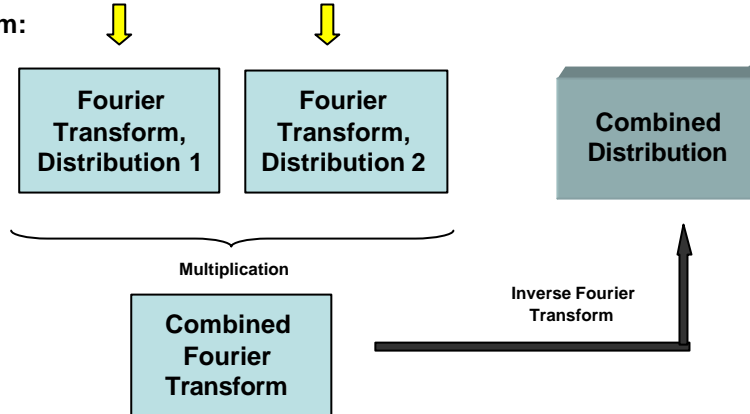 m:
Fourier
Transform,
Distribution 1
Fourier
Transform,
Distribution 2
Combined
Distribution
Multiplication
Inverse Fourier
Transform
Combined
Fourier
Transform